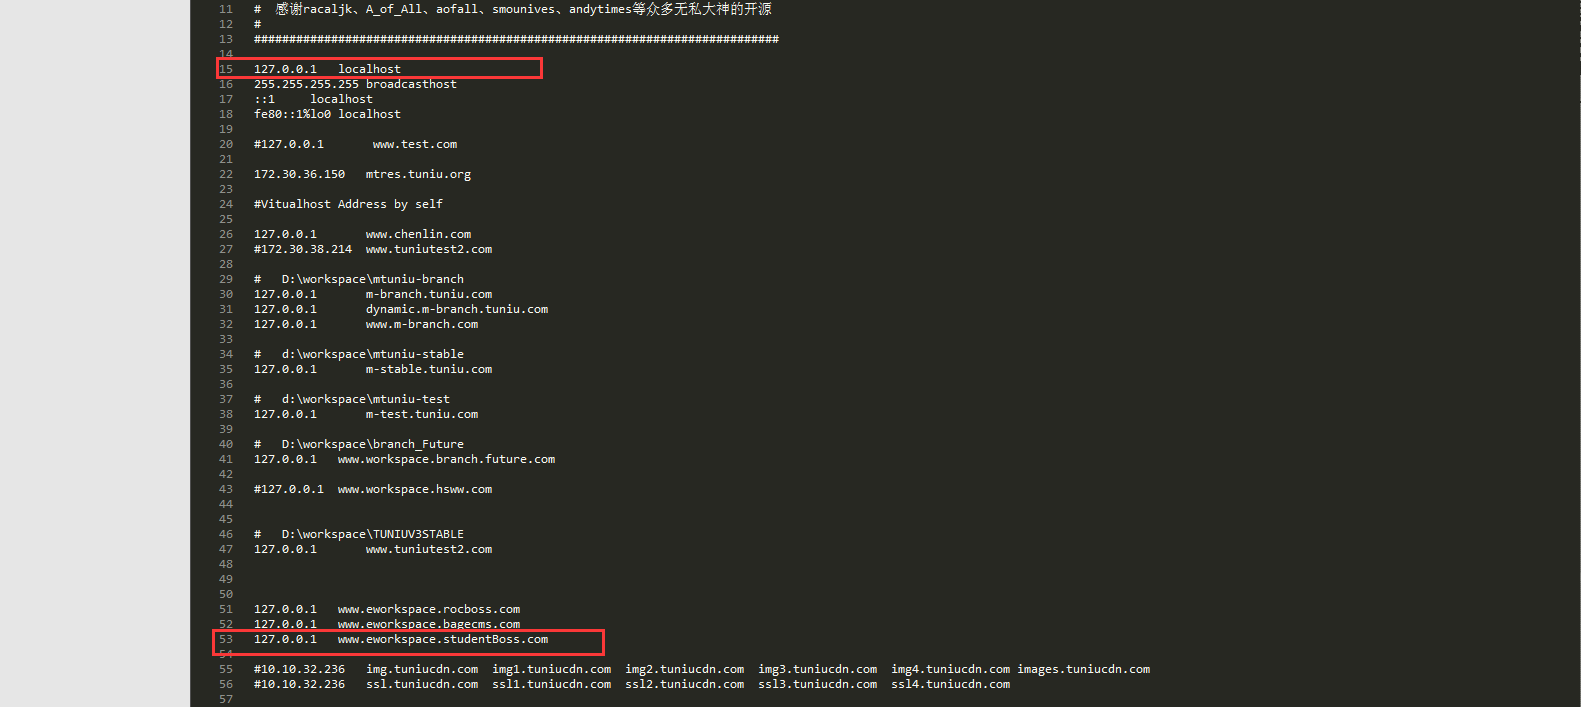 11 #  感谢racaljk、A_of_All、aofall、smounives、andytimes等众多无私大神的开源
12 #
13 ###########################################################################
14
15 127.0.0.1   localhost
16 255.255.255.255 broadcasthost
17 ::1     localhost
18 fe80::1%lo0 localhost
19
20 #127.0.0.1       www.test.com
21
22 172.30.36.150   mtres.tuniu.org
23
24 #Vitualhost Address by self
25
26 127.0.0.1       www.chenlin.com
27 #172.30.38.214  www.tuniutest2.com
28
29 #   D:\workspace\mtuniu-branch
30 127.0.0.1       m-branch.tuniu.com
31 127.0.0.1       dynamic.m-branch.tuniu.com
32 127.0.0.1       www.m-branch.com
33
34 #   d:\workspace\mtuniu-stable
35 127.0.0.1       m-stable.tuniu.com
36
37 #   d:\workspace\mtuniu-test
38 127.0.0.1       m-test.tuniu.com
39
40 #   D:\workspace\branch_Future
41 127.0.0.1   www.workspace.branch.future.com
42
43 #127.0.0.1  www.workspace.hsww.com
44
45
46 #   D:\workspace\TUNIUV3STABLE
47 127.0.0.1       www.tuniutest2.com
48
49
50
51 127.0.0.1   www.eworkspace.rocboss.com
52 127.0.0.1   www.eworkspace.bagecms.com
53 127.0.0.1   www.eworkspace.studentBoss.com
54
55 #10.10.32.236   img.tuniucdn.com  img1.tuniucdn.com  img2.tuniucdn.com  img3.tuniucdn.com  img4.tuniucdn.com images.tuniucdn.com
56 #10.10.32.236   ssl.tuniucdn.com  ssl1.tuniucdn.com  ssl2.tuniucdn.com  ssl3.tuniucdn.com  ssl4.tuniucdn.com
57